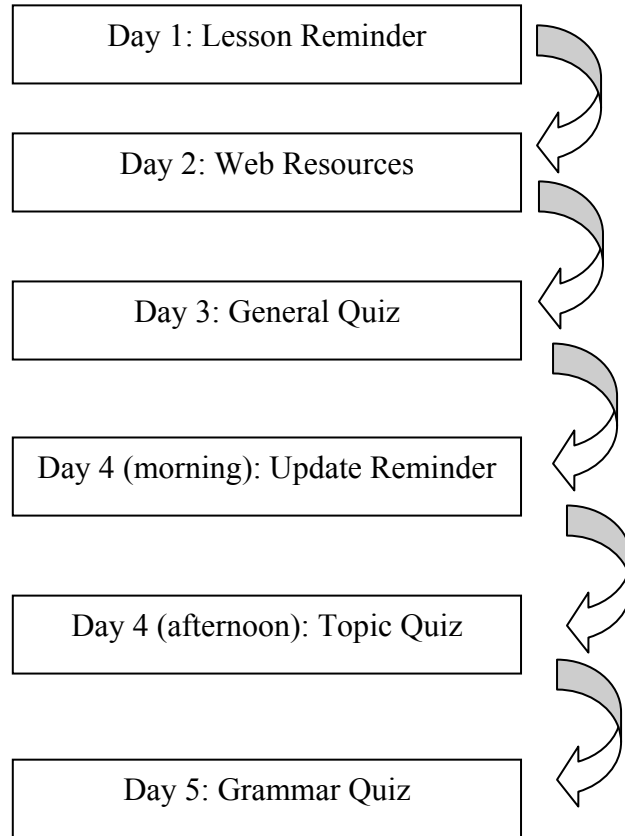 Day 1: Lesson Reminder
Day 2: Web Resources
Day 3: General Quiz
Day 4 (morning): Update Reminder
Day 4 (afternoon): Topic Quiz
Day 5: Grammar Quiz